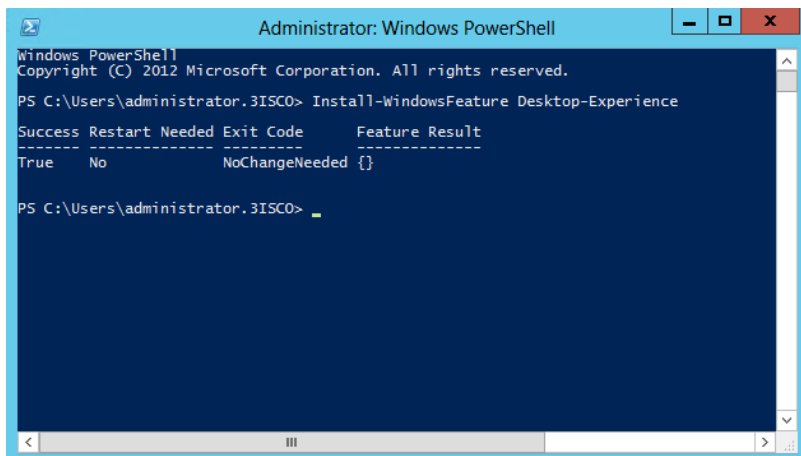 Administrator: Windows PowerShell
Windows PowerShell
Copyright (C) 2012 Microsoft Corporation. All rights reserved.
PS C:\Users\administrator.3ISCO> Install-WindowsFeature Desktop-Experience
Success Restart Needed Exit Code      Feature Result
------- -------------- ---------      --------------
True    No             NoChangeNeeded {}
PS C:\Users\administrator.3ISCO> _